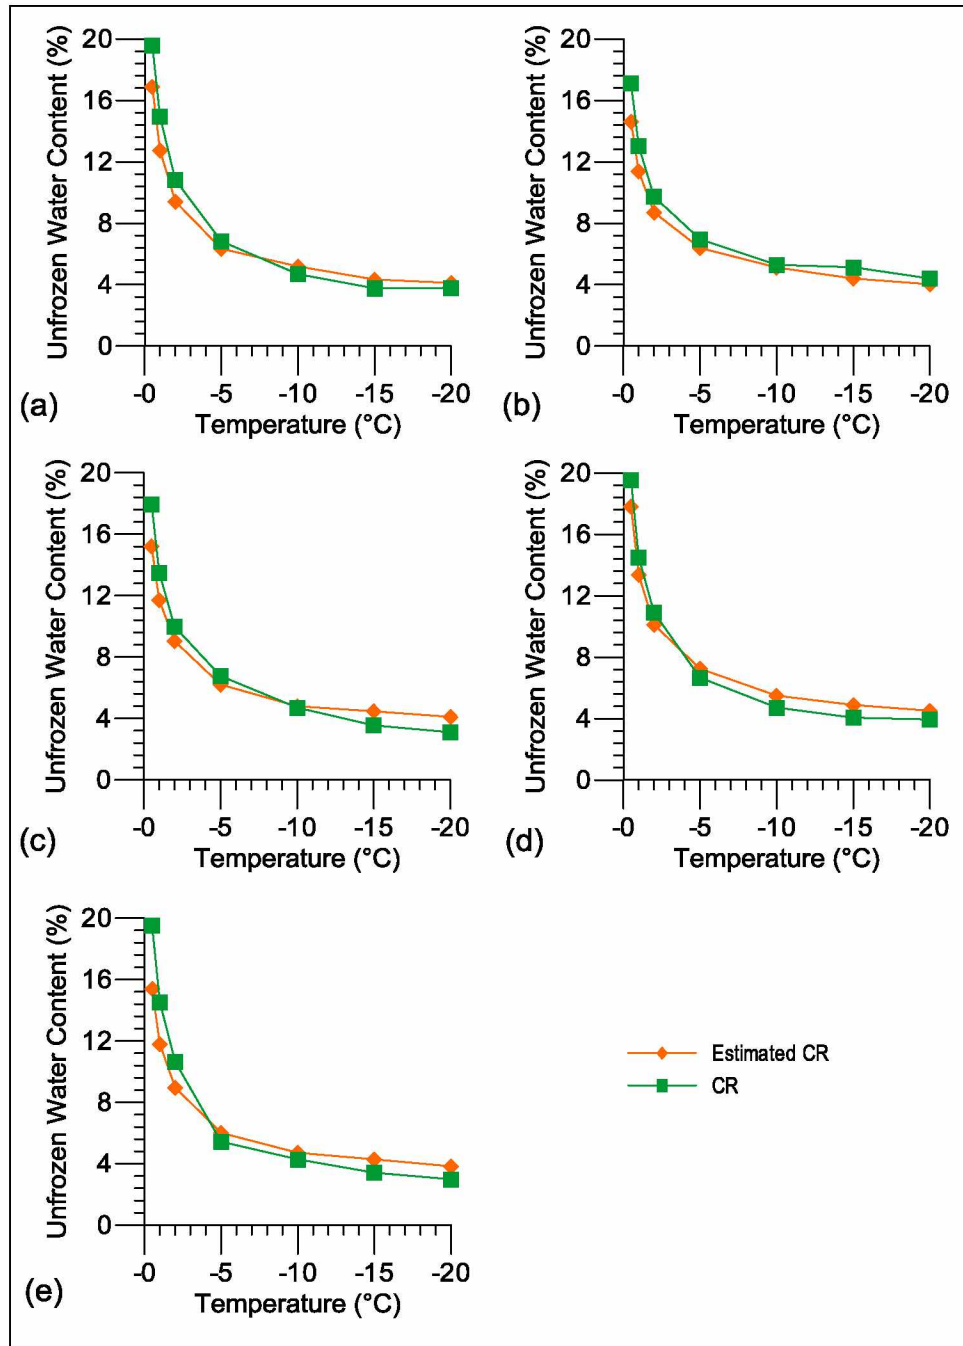 Unfrozen Water Content (%)
20
16
12
8
4
0
-0 -5 -10 -15 -20
Temperature (°C)
(a)
Unfrozen Water Content (%)
20
16
12
8
4
0
-0 -5 -10 -15 -20
Temperature (°C)
(b)
Unfrozen Water Content (%)
20
16
12
8
4
0
-0 -5 -10 -15 -20
Temperature (°C)
(c)
Unfrozen Water Content (%)
20
16
12
8
4
0
-0 -5 -10 -15 -20
Temperature (°C)
(d)
Unfrozen Water Content (%)
20
16
12
8
4
0
-0 -5 -10 -15 -20
Temperature (°C)
(e)
Estimated CR
CR